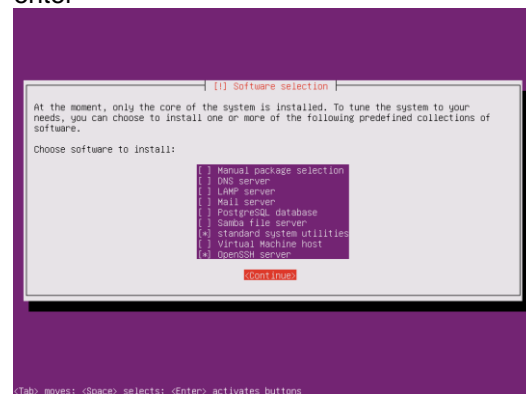 enter
[!] Software selection
At the moment, only the core of the system is installed. To tune the system to your
needs, you can choose to install one or more of the following predefined collections of
software.
Choose software to install:
[ ] Manual package selection
[ ] DNS server
[ ] LAMP server
[ ] Mail server
[ ] PostgreSQL database
[ ] Samba file server
[*] standard system utilities
[ ] Virtual Machine host
[*] OpenSSH server
<Continue>
<Tab> moves; <Space> selects; <Enter> activates buttons